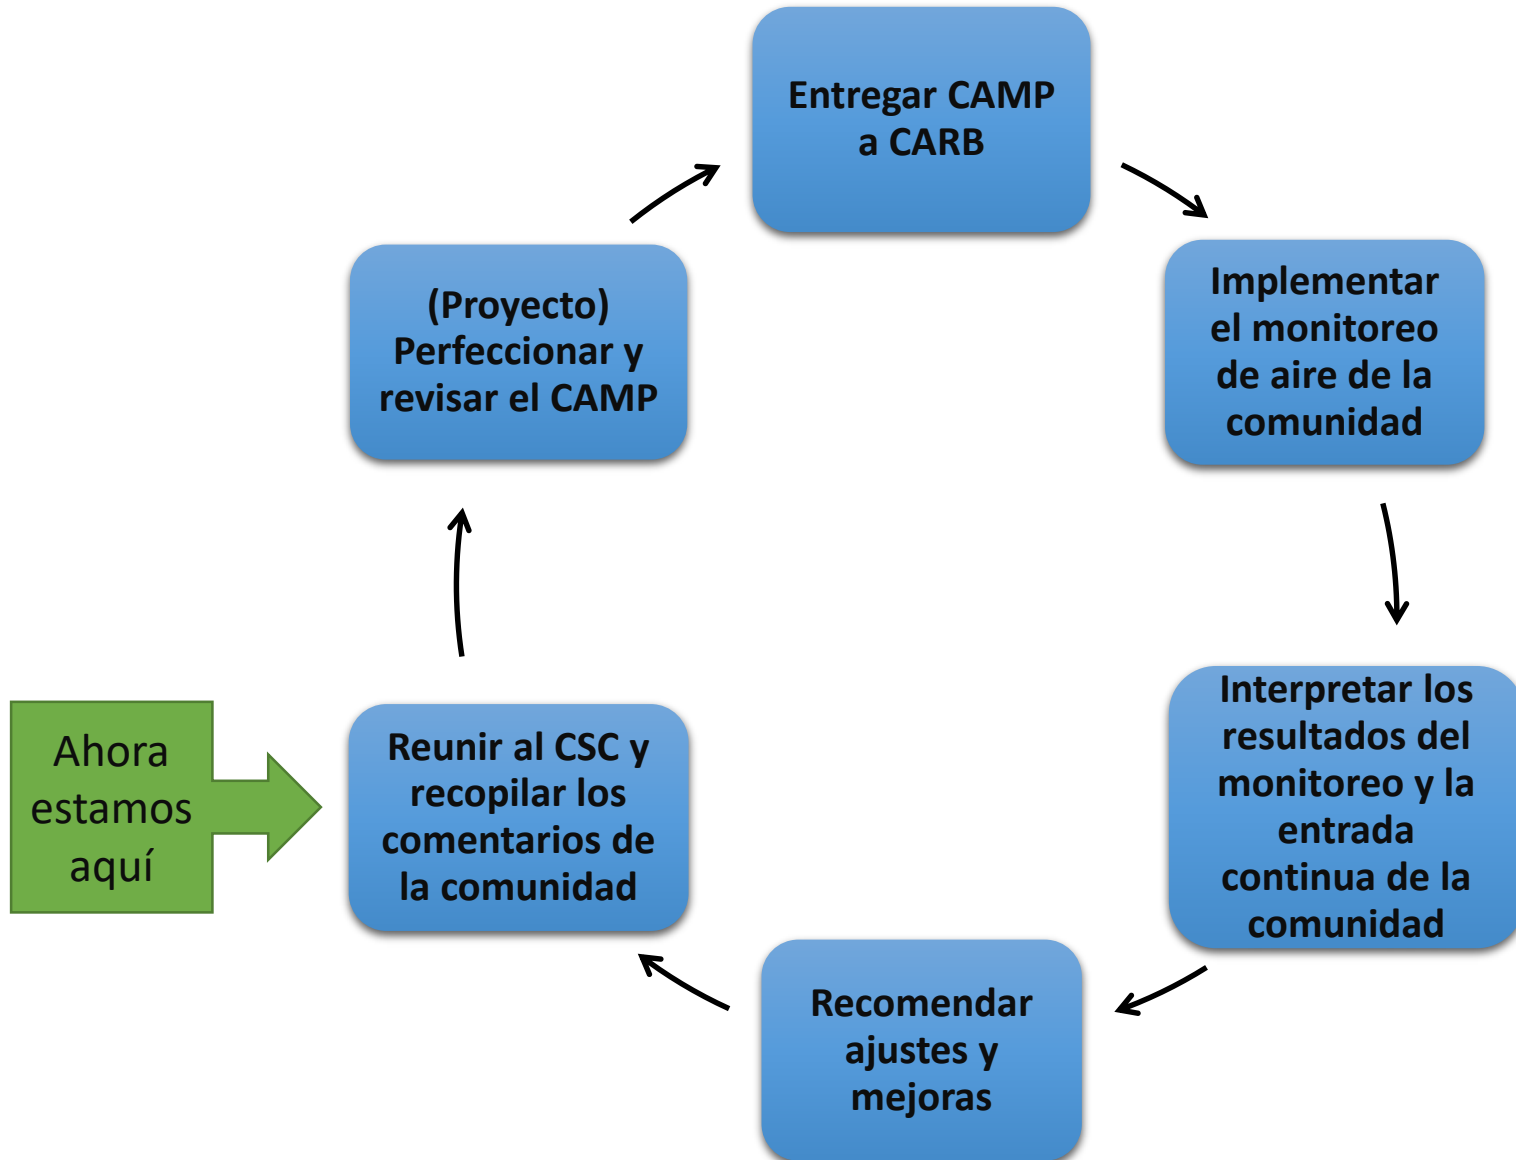 Entregar CAMP
a CARB
Implementar
el monitoreo
de aire de la
comunidad
Interpretar los
resultados del
monitoreo y la
entrada
continua de la
comunidad
Recomendar
ajustes y
mejoras
Reunir al CSC y
recopilar los
comentarios de
la comunidad
(Proyecto)
Perfeccionar y
revisar el CAMP
Ahora
estamos
aquí